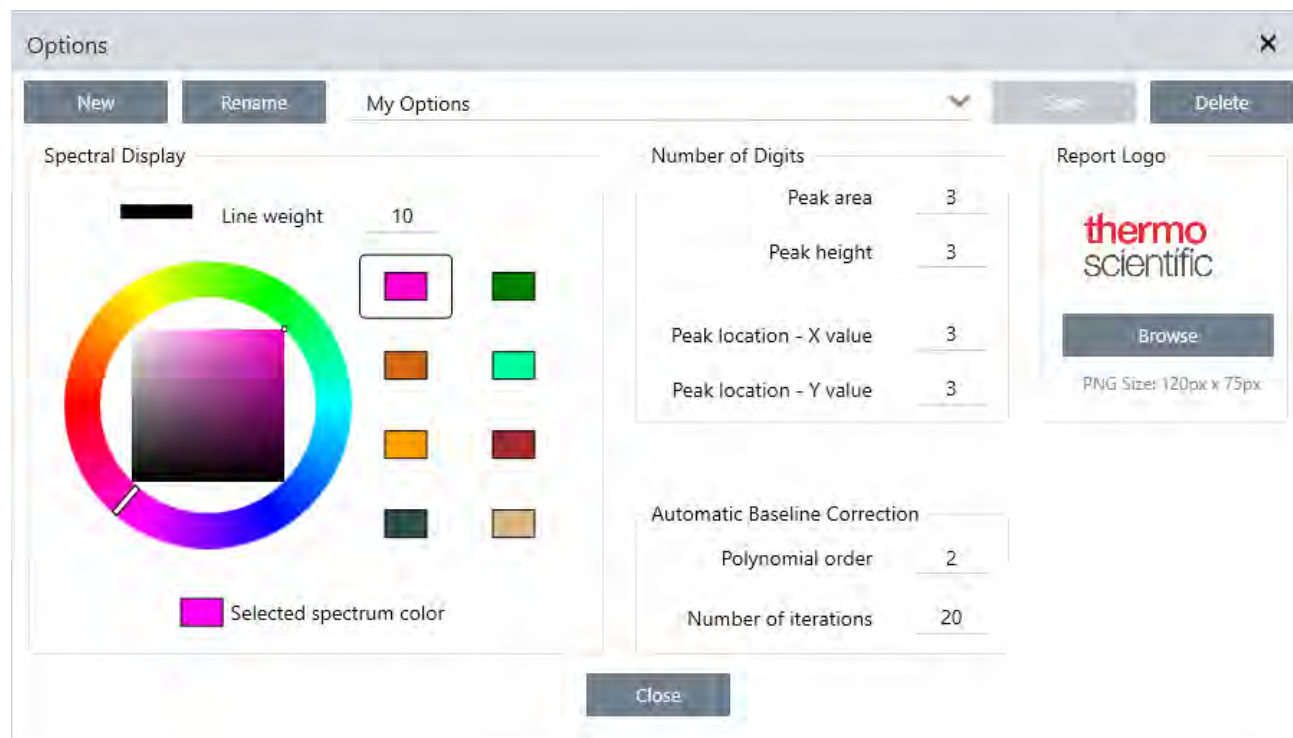 Options
New
Rename
My Options
Save
Delete
Spectral Display
Line weight 10
Selected spectrum color
Number of Digits
Peak area 3
Peak height 3
Peak location - X value 3
Peak location - Y value 3
Automatic Baseline Correction
Polynomial order 2
Number of iterations 20
Report Logo
thermo
scientific
Browse
PNG Size: 120px x 75px
Close